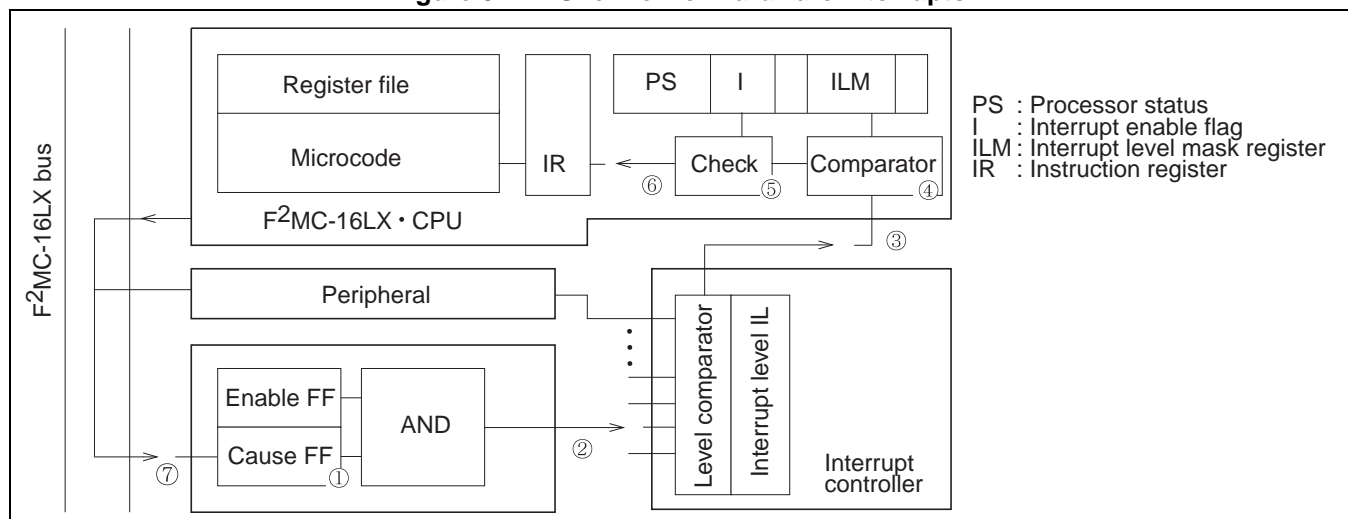 F2MC-16LX bus
Register file
Microcode
IR
PS
I
ILM
Check
⑤
Comparator
④
⑥
F2MC-16LX・CPU
③
PS : Processor status
I : Interrupt enable flag
ILM : Interrupt level mask register
IR : Instruction register
Peripheral
Enable FF
Cause FF
①
AND
②
⑦
Level comparator
Interrupt level IL
Interrupt
controller